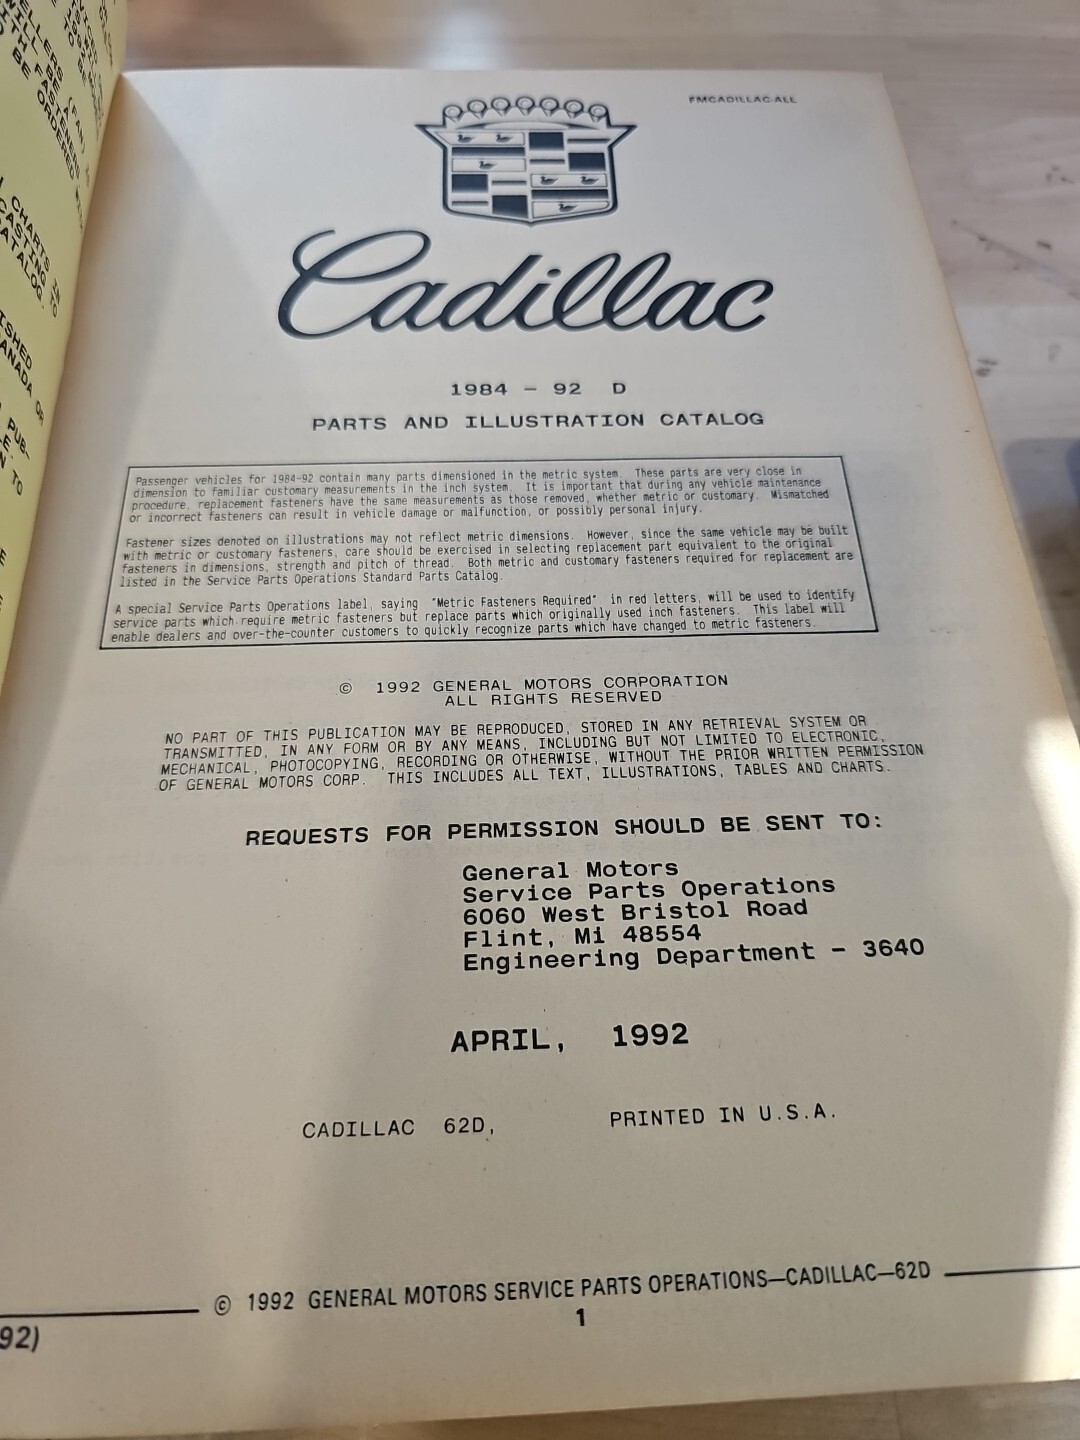 ELLERS
WILL BE
FASTENERS
ORDERED
CHARTS IN
CASTING
CATALOG.
FMCADILLAC-ALL
Cadillac
1984 - 92 D
PARTS AND ILLUSTRATION CATALOG
Passenger vehicles for 1984-92 contain many parts dimensioned in the metric system. These parts are very close in
dimension to familiar customary measurements in the inch system. It is important that during any vehicle maintenance
procedure, replacement fasteners have the same measurements as those removed, whether metric or customary. Mismatched
or incorrect fasteners can result in vehicle damage or malfunction, or possibly personal injury.
Fastener sizes denoted on illustrations may not reflect metric dimensions. However, since the same vehicle may be built
with metric or customary fasteners, care should be exercised in selecting replacement part equivalent to the original
fasteners in dimensions, strength and pitch of thread. Both metric and customary fasteners required for replacement are
listed in the Service Parts Operations Standard Parts Catalog.
A special Service Parts Operations label, saying "Metric Fasteners Required" in red letters, will be used to identify
service parts which require metric fasteners but replace parts which originally used inch fasteners. This label will
enable dealers and over-the-counter customers to quickly recognize parts which have changed to metric fasteners.
© 1992 GENERAL MOTORS CORPORATION
ALL RIGHTS RESERVED
NO PART OF THIS PUBLICATION MAY BE REPRODUCED, STORED IN ANY RETRIEVAL SYSTEM OR
TRANSMITTED, IN ANY FORM OR BY ANY MEANS, INCLUDING BUT NOT LIMITED TO ELECTRONIC,
MECHANICAL, PHOTOCOPYING, RECORDING OR OTHERWISE, WITHOUT THE PRIOR WRITTEN PERMISSION
OF GENERAL MOTORS CORP. THIS INCLUDES ALL TEXT, ILLUSTRATIONS, TABLES AND CHARTS.
REQUESTS FOR PERMISSION SHOULD BE SENT TO:
General Motors
Service Parts Operations
6060 West Bristol Road
Flint, Mi 48554
Engineering Department - 3640
APRIL, 1992
CADILLAC 62D, PRINTED IN U.S.A.
© 1992 GENERAL MOTORS SERVICE PARTS OPERATIONS—CADILLAC—62D
1
92)